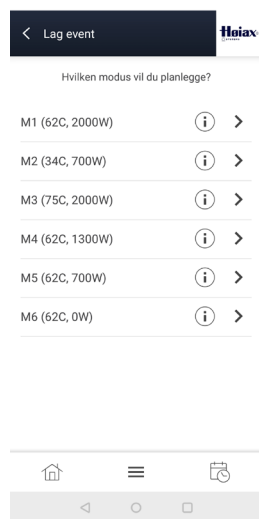 Lag event
Høiax
Hvilken modus vil du planlegge?
M1 (62C, 2000W)
M2 (34C, 700W)
M3 (75C, 2000W)
M4 (62C, 1300W)
M5 (62C, 700W)
M6 (62C, 0W)